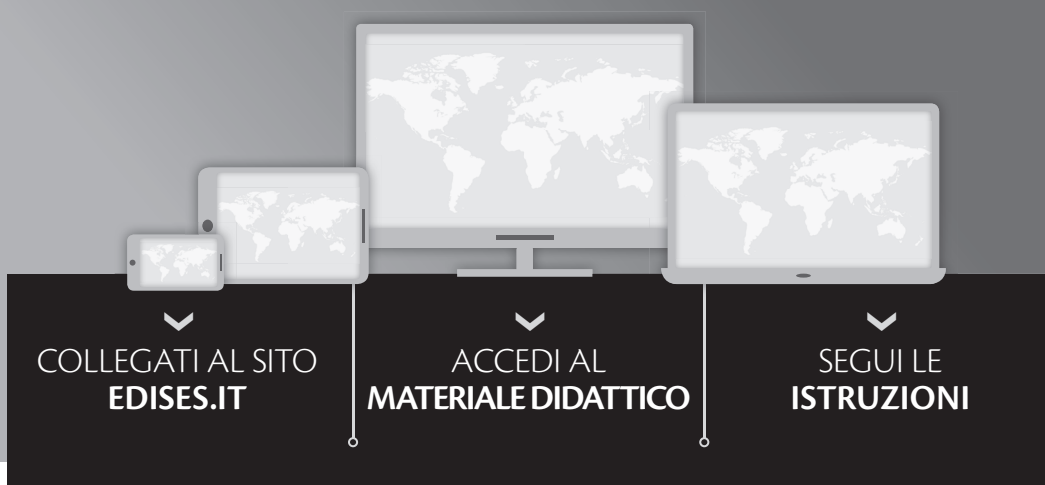 COLLEGATI AL SITO
EDISES.IT
ACCEDI AL
MATERIALE DIDATTICO
SEGUI LE
ISTRUZIONI